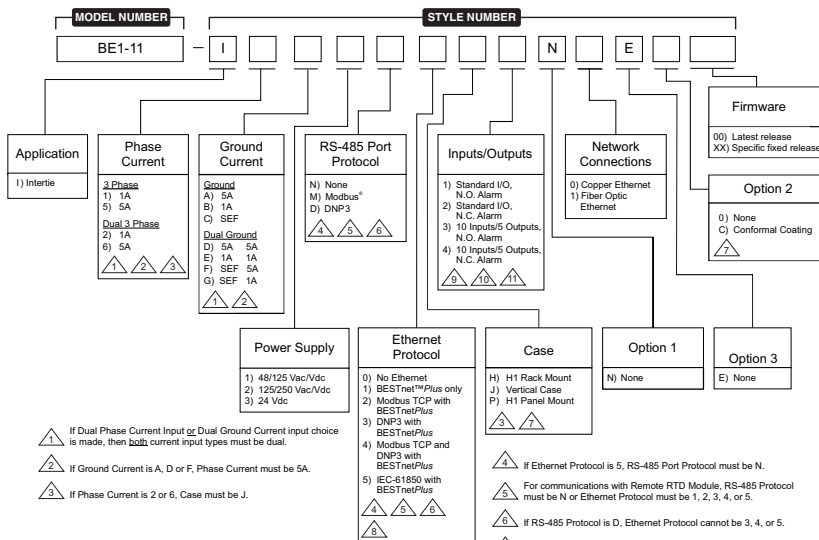 MODEL NUMBER
STYLE NUMBER
BE1-11
–
I
N
E
Application
I ) Intertie
Phase
Current
3 Phase
1) 1A
5) 5A
Dual 3 Phase
2) 1A
6) 5A
1
2
3
Ground
Current
Ground
A) 5A
B) 1A
C) SEF
Dual Ground
D) 5A 5A
E) 1A 1A
F) SEF 5A
G) SEF 1A
1
2
RS-485 Port
Protocol
N) None
M) Modbus®
D) DNP3
4
5
6
Inputs/Outputs
1) Standard I/O,
N.O. Alarm
2) Standard I/O,
N.C. Alarm
3) 10 Inputs/5 Outputs,
N.O. Alarm
4) 10 Inputs/5 Outputs,
N.C. Alarm
9
10
11
Network
Connections
0) Copper Ethernet
1) Fiber Optic
Ethernet
Firmware
00) Latest release
XX) Specific fixed release
Option 2
0 ) None
C) Conformal Coating
7
Power Supply
1) 48/125 Vac/Vdc
2) 125/250 Vac/Vdc
3) 24 Vdc
Ethernet
Protocol
0) No Ethernet
1) BESTnet™Plus only
2) Modbus TCP with
BESTnetPlus
3) DNP3 with
BESTnetPlus
4) Modbus TCP and
DNP3 with
BESTnetPlus
5) IEC-61850 with
BESTnetPlus
4
5
6
8
Case
H) H1 Rack Mount
J) Vertical Case
P) H1 Panel Mount
3
7
Option 1
N) None
Option 3
E) None
1 If Dual Phase Current Input or Dual Ground Current input choice
is made, then both current input types must be dual.
2 If Ground Current is A, D or F, Phase Current must be 5A.
3 If Phase Current is 2 or 6, Case must be J.
4 If Ethernet Protocol is 5, RS-485 Port Protocol must be N.
5 For communications with Remote RTD Module, RS-485 Protocol
must be N or Ethernet Protocol must be 1, 2, 3, 4, or 5.
6 If RS-485 Protocol is D, Ethernet Protocol cannot be 3, 4, or 5.